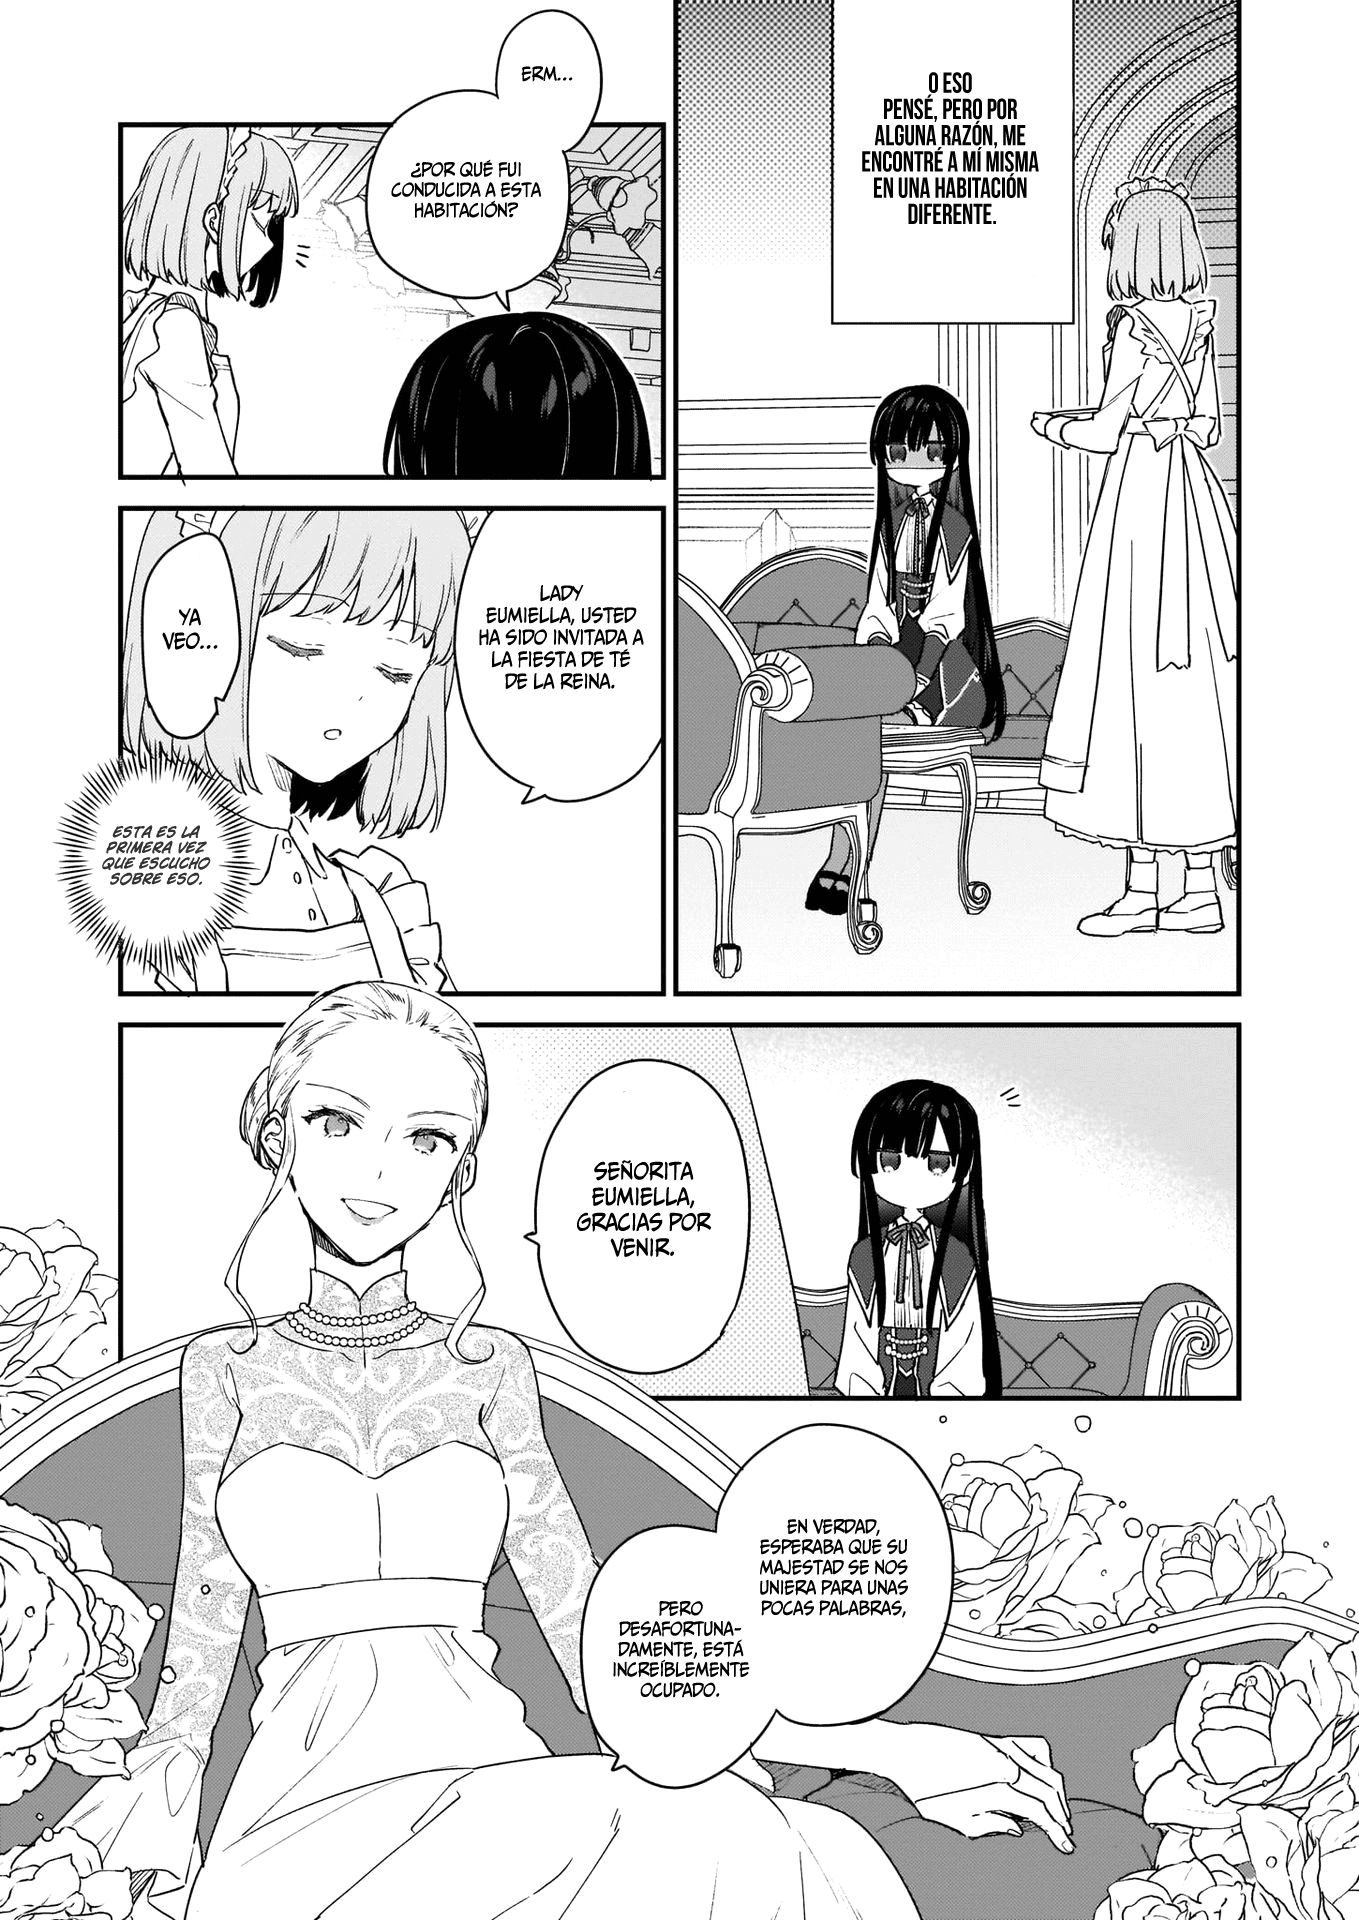 O ESO
PENSÉ, PERO POR
ALGUNA RAZÓN, ME
ENCONTRÉ A MÍ MISMA
EN UNA HABITACIÓN
DIFERENTE.
ERM...
¿POR QUÉ FUI
CONDUCIDA A ESTA
HABITACIÓN?
LADY
EUMIELLA, USTED
HA SIDO INVITADA A
LA FIESTA DE TÉ
DE LA REINA.
YA
VEO...
ESTA ES LA
PRIMERA VEZ
QUE ESCUCHO
SOBRE ESO.
SEÑORITA
EUMIELLA,
GRACIAS POR
VENIR.
EN VERDAD,
ESPERABA QUE SU
MAJESTAD SE NOS
UNIERA PARA UNAS
POCAS PALABRAS,
PERO
DESAFORTUNA-
DAMENTE, ESTÁ
INCREÍBLEMENTE
OCUPADO.